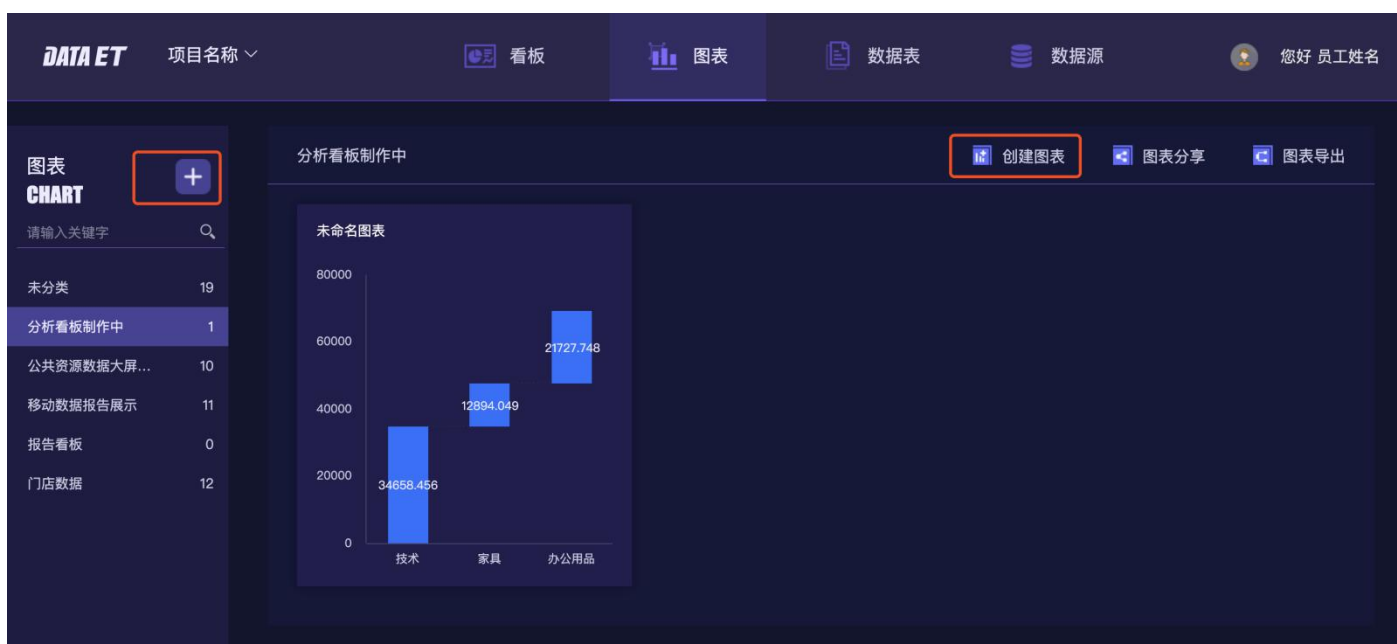 DATA ET
项目名称
看板
图表
数据表
数据源
您好 员工姓名
图表
CHART
请输入关键字
未分类 19
分析看板制作中 1
公共资源数据大屏... 10
移动数据报告展示 11
报告看板 0
门店数据 12
分析看板制作中
创建图表
图表分享
图表导出
未命名图表
80000
60000
40000
20000
0
21727.748
12894.049
34658.456
技术 家具 办公用品